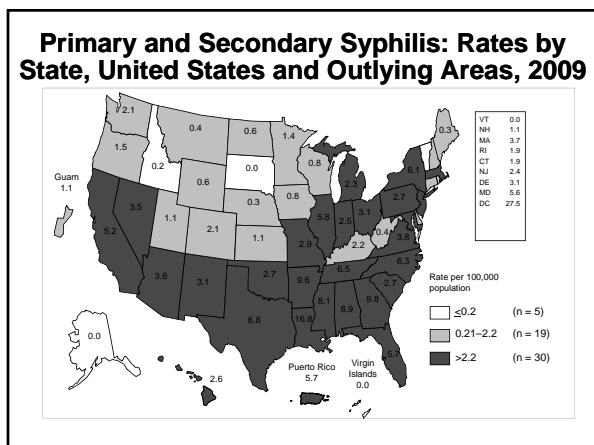 Primary and Secondary Syphilis: Rates by
State, United States and Outlying Areas, 2009
2.1
0.4
0.6
1.4
0.3
VT 0.0
NH 1.1
MA 3.7
RI 1.9
CT 1.9
NJ 2.4
DE 3.1
MD 5.6
DC 27.5
1.5
0.2
0.0
0.8
2.3
6.1
Guam
1.1
0.6
0.3
0.8
2.7
3.5
5.8
2.5
3.1
5.2
1.1
2.1
1.1
2.9
2.2
0.4
3.8
3.6
3.1
2.7
9.6
6.5
6.3
2.7
6.8
16.8
8.1
8.9
9.8
5.7
0.0
2.6
Puerto Rico
5.7
Virgin
Islands
0.0
Rate per 100,000
population
<0.2 (n = 5)
0.21–2.2 (n = 19)
>2.2 (n = 30)